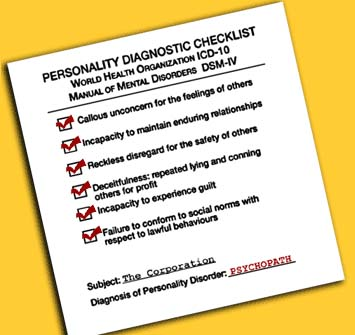 PERSONALITY DIAGNOSTIC CHECKLIST
WORLD HEALTH ORGANIZATION ICD-10
MANUAL OF MENTAL DISORDERS DSM-IV
Callous unconcern for the feelings of others
Incapacity to maintain enduring relationships
Reckless disregard for the safety of others
Deceitfulness: repeated lying and conning
others for profit
Incapacity to experience guilt
Failure to conform to social norms with
respect to lawful behaviours
Subject: The Corporation
Diagnosis of Personality Disorder: PSYCHOPATH